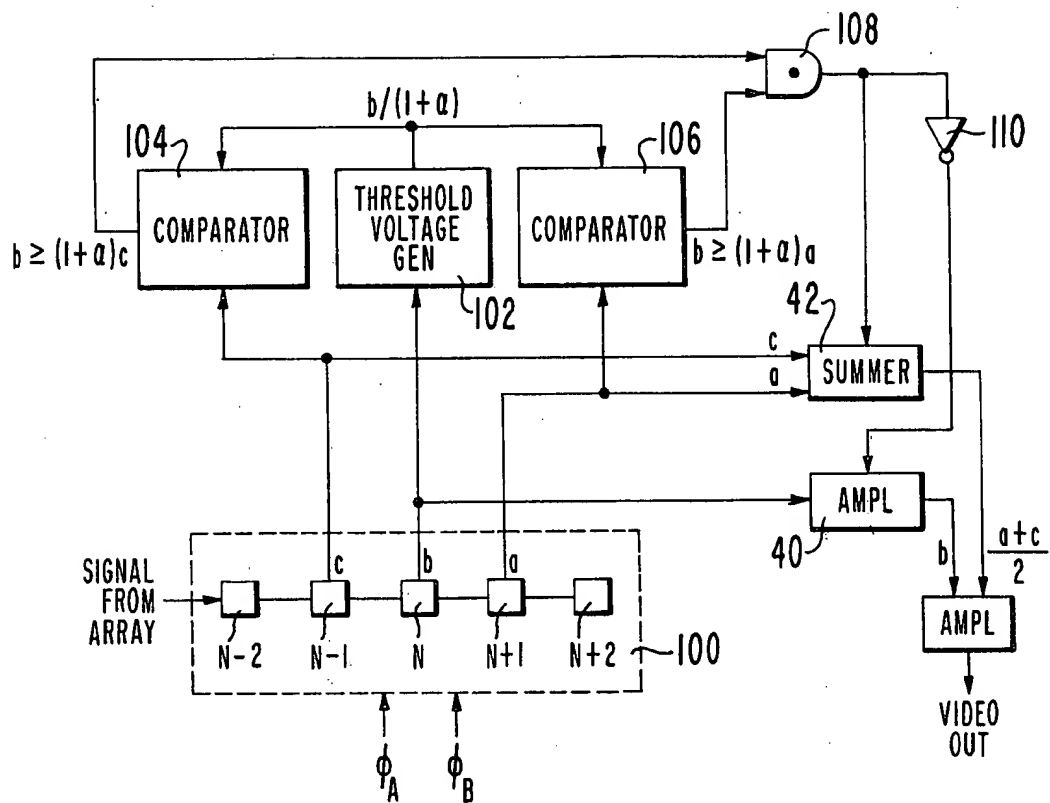 108
b/(1+α)
104
106
110
COMPARATOR
THRESHOLD
VOLTAGE
GEN
COMPARATOR
b ≥ (1+α)c
b ≥ (1+α)a
102
42
c
a
SUMMER
AMPL
40
b
a+c
2
SIGNAL
FROM
ARRAY
c
b
a
N-2
N-1
N
N+1
N+2
100
AMPL
VIDEO
OUT
ϕA
ϕB